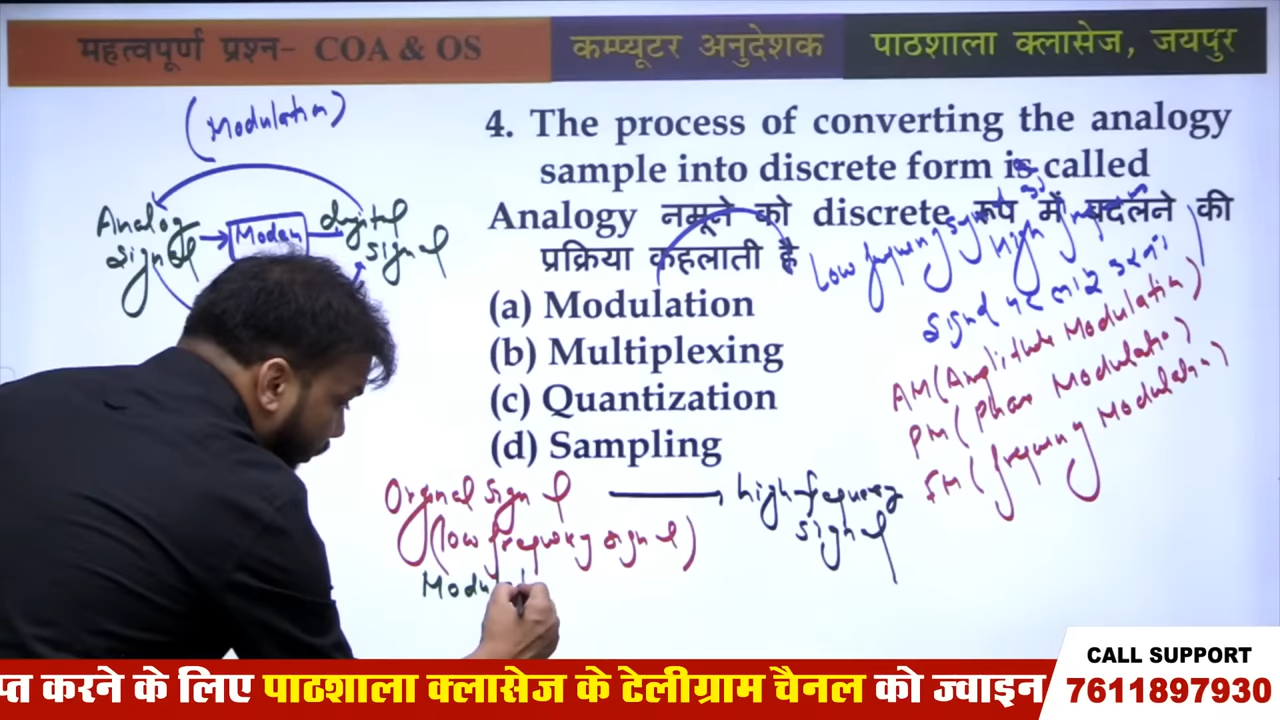 महत्वपूर्ण प्रश्न- COA & OS
कम्प्यूटर अनुदेशक
पाठशाला क्लासेज, जयपुर
4. The process of converting the analogy
sample into discrete form is called
Analogy नमूने को discrete रूप में बदलने की
प्रक्रिया कहलाती है
(a) Modulation
(b) Multiplexing
(c) Quantization
(d) Sampling
(Modulation)
Analog
signal
Modem
digital
signal
low frequency signal
high frequency
signal पर
AM (Amplitude Modulation)
PM (Phase Modulation)
FM (frequency Modulation)
Orginal signal
high-frequency
signal
(low frequency signal)
Modu
प्त करने के लिए पाठशाला क्लासेज के टेलीग्राम चैनल को ज्वाइन
CALL SUPPORT
7611897930